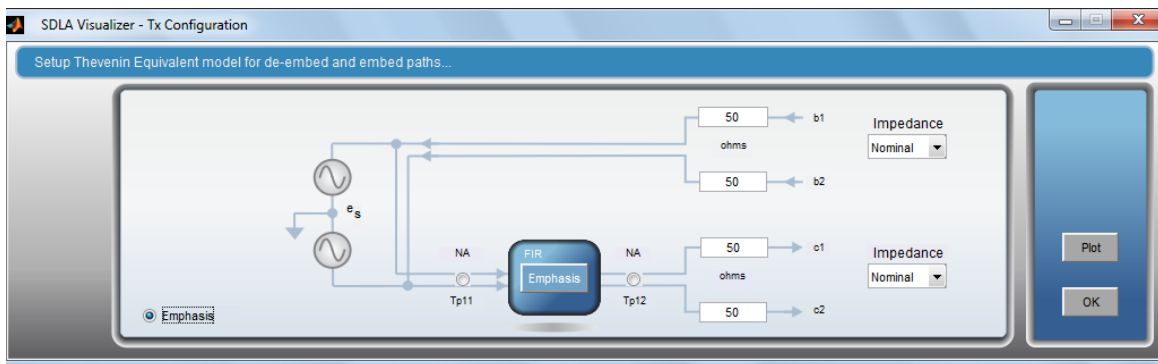 SDLA Visualizer - Tx Configuration
Setup Thevenin Equivalent model for de-embed and embed paths...
50
b1
Impedance
ohms
Nominal
50
b2
es
NA
FIR
NA
50
c1
Impedance
Emphasis
ohms
Nominal
Tp11
Tp12
50
c2
Emphasis
Plot
OK